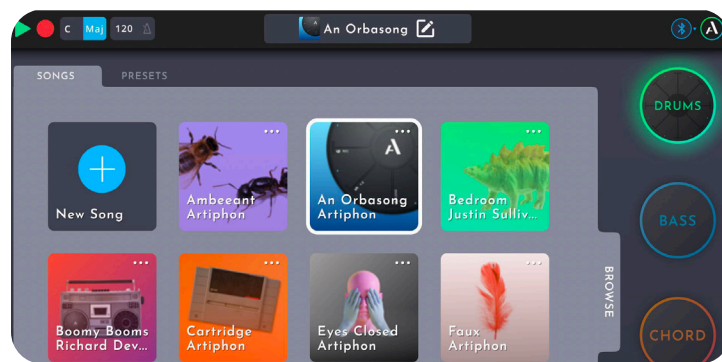 C Maj 120 An Orbasong
SONGS PRESETS
DRUMS
New Song
Ambeeant
Artiphon
An Orbasong
Artiphon
Bedroom
Justin Sulliv...
BASS
BROWSE
Boomy Booms
Richard Dev...
Cartridge
Artiphon
Eyes Closed
Artiphon
Faux
Artiphon
CHORD